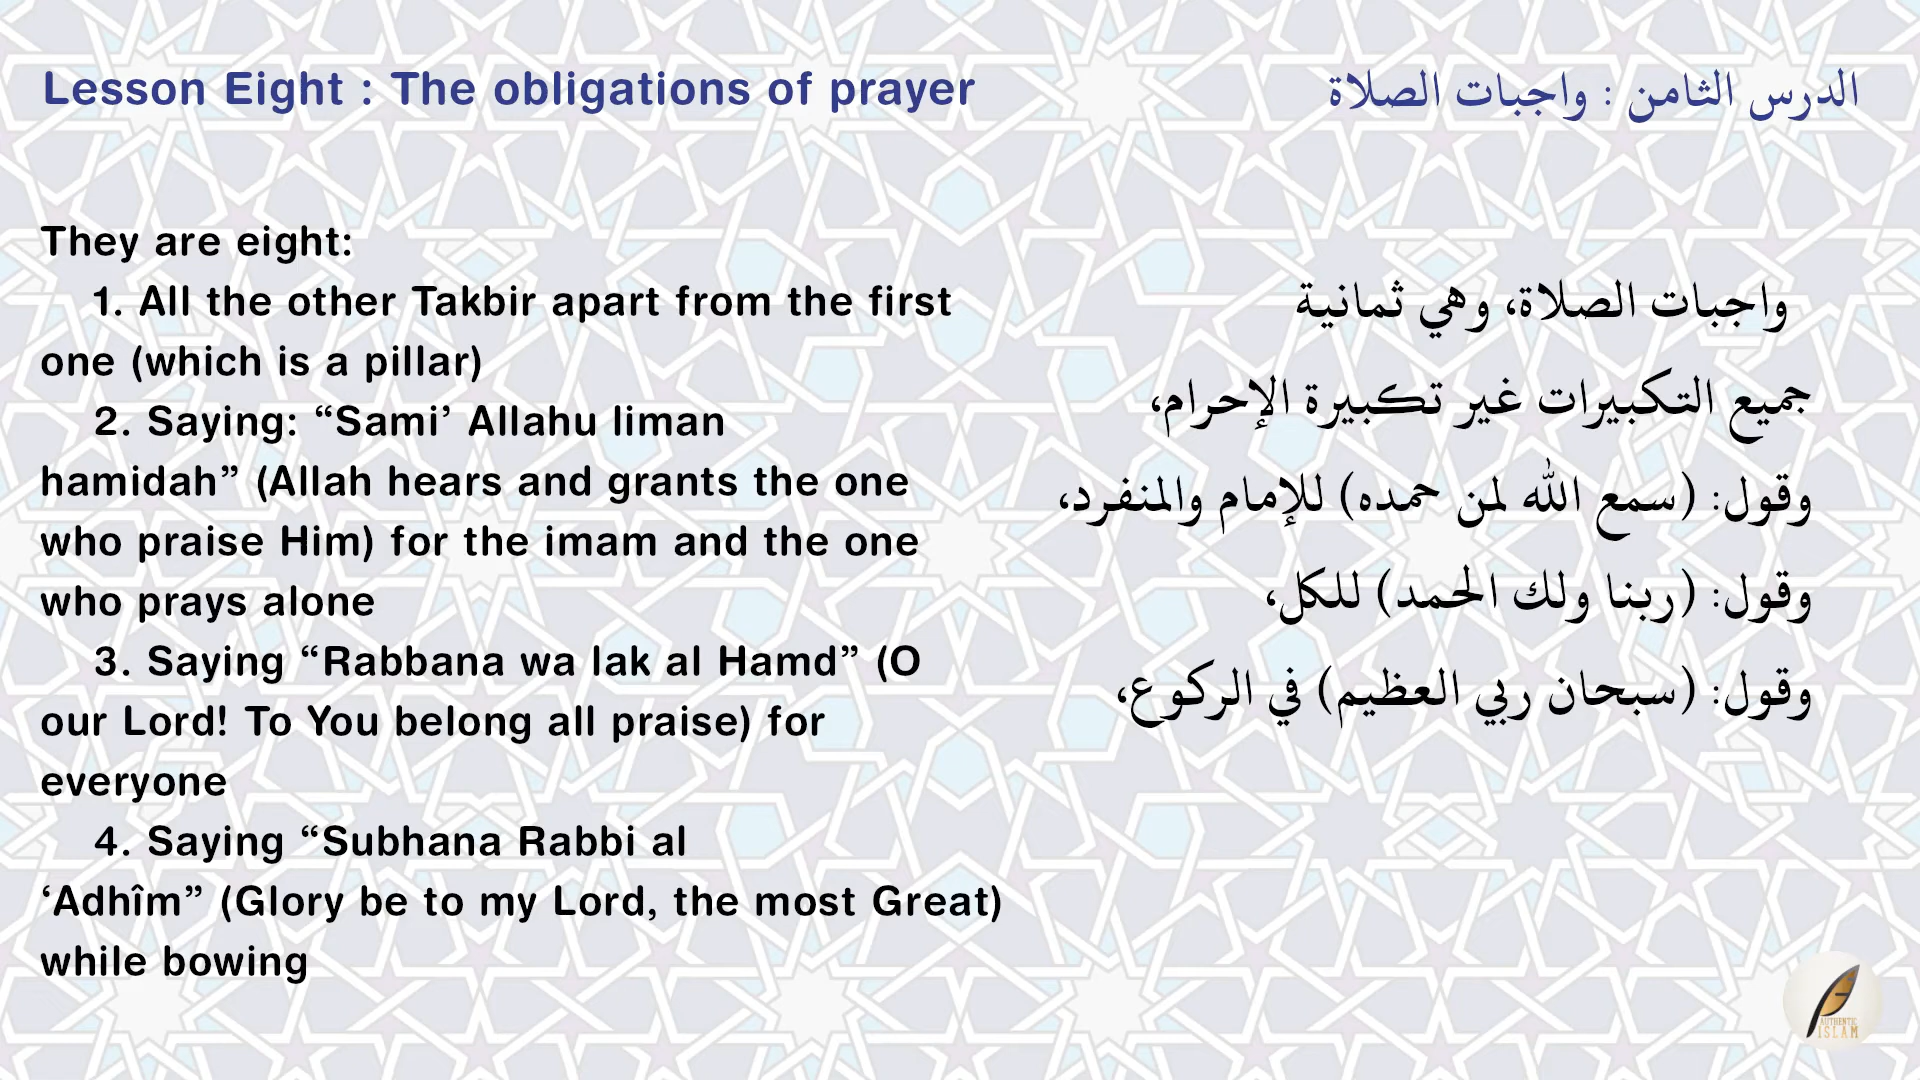 Lesson Eight : The obligations of prayer
الدرس الثامن : واجبات الصلاة
They are eight:
1. All the other Takbir apart from the first
one (which is a pillar)
2. Saying: “Sami’ Allahu liman
hamidah” (Allah hears and grants the one
who praise Him) for the imam and the one
who prays alone
3. Saying “Rabbana wa lak al Hamd” (O
our Lord! To You belong all praise) for
everyone
4. Saying “Subhana Rabbi al
‘Adhîm” (Glory be to my Lord, the most Great)
while bowing
واجبات الصلاة، وهي ثمانية
جميع التكبيرات غير تكبيرة الإحرام،
وقول: (سمع الله لمن حمده) للإمام والمنفرد،
وقول: (ربنا ولك الحمد) للكل،
وقول: (سبحان ربي العظيم) في الركوع،
AUTHENTIC
ISLAM